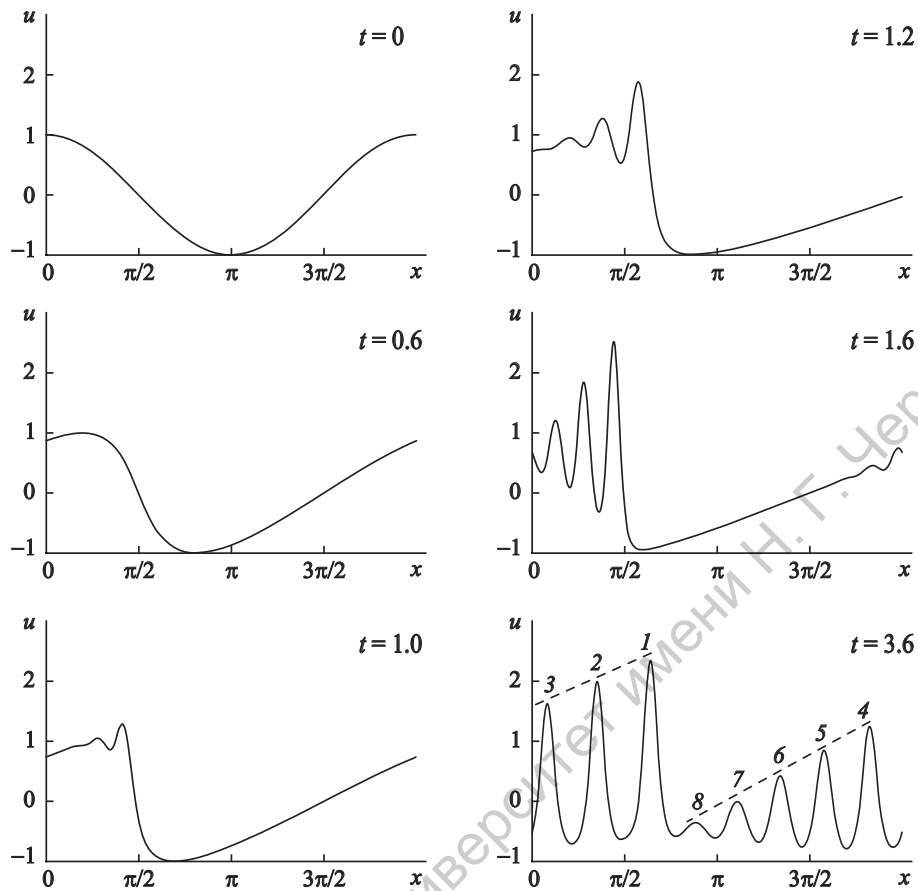 u
t = 0
2
1
0
−1
0 π/2 π 3π/2 x
u
t = 1.2
2
1
0
−1
0 π/2 π 3π/2 x
u
t = 0.6
2
1
0
−1
0 π/2 π 3π/2 x
u
t = 1.6
2
1
0
−1
0 π/2 π 3π/2 x
u
t = 1.0
2
1
0
−1
0 π/2 π 3π/2 x
u
t = 3.6
2
1
0
−1
3 2 1
8 7 6 5 4
0 π/2 π 3π/2 x
иверситет имени Н. Г. Чер